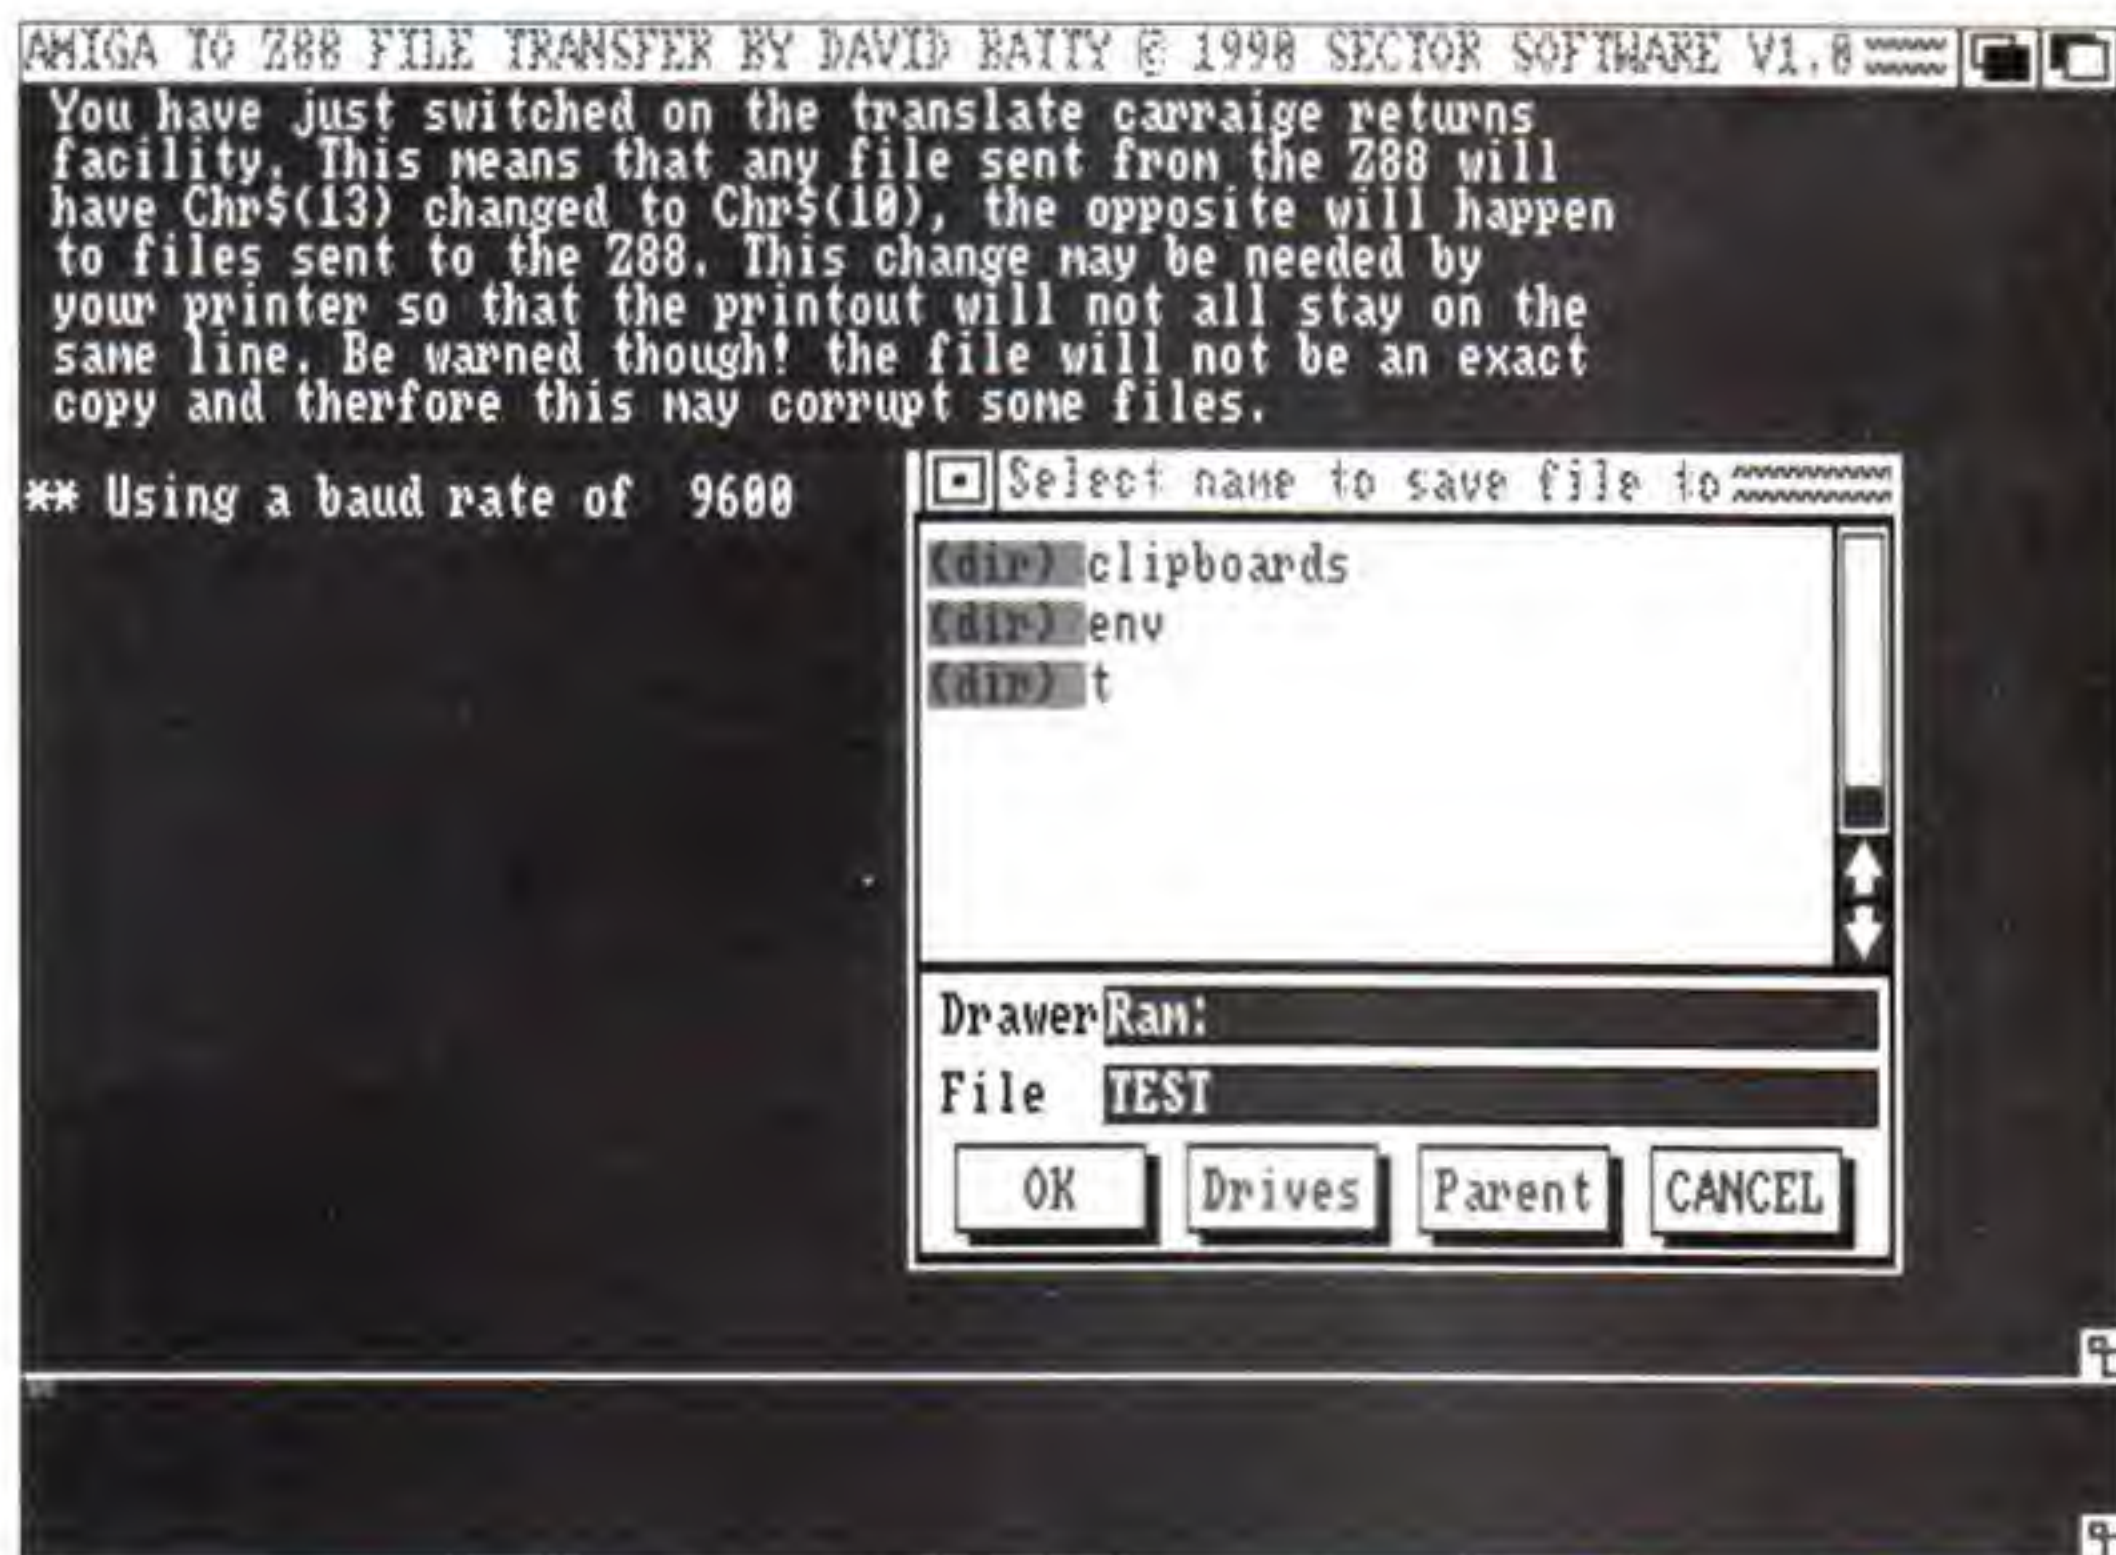 AMIGA TO Z88 FILE TRANSFER BY DAVID BATTY © 1990 SECTOR SOFTWARE V1.0
You have just switched on the translate carraige returns
facility. This means that any file sent from the Z88 will
have Chr$(13) changed to Chr$(10), the opposite will happen
to files sent to the Z88. This change may be needed by
your printer so that the printout will not all stay on the
same line. Be warned though! the file will not be an exact
copy and therfore this may corrupt some files.
** Using a baud rate of 9600
Select name to save file to
(dir) clipboards
(dir) env
(dir) t
Drawer Ram:
File TEST
OK Drives Parent CANCEL